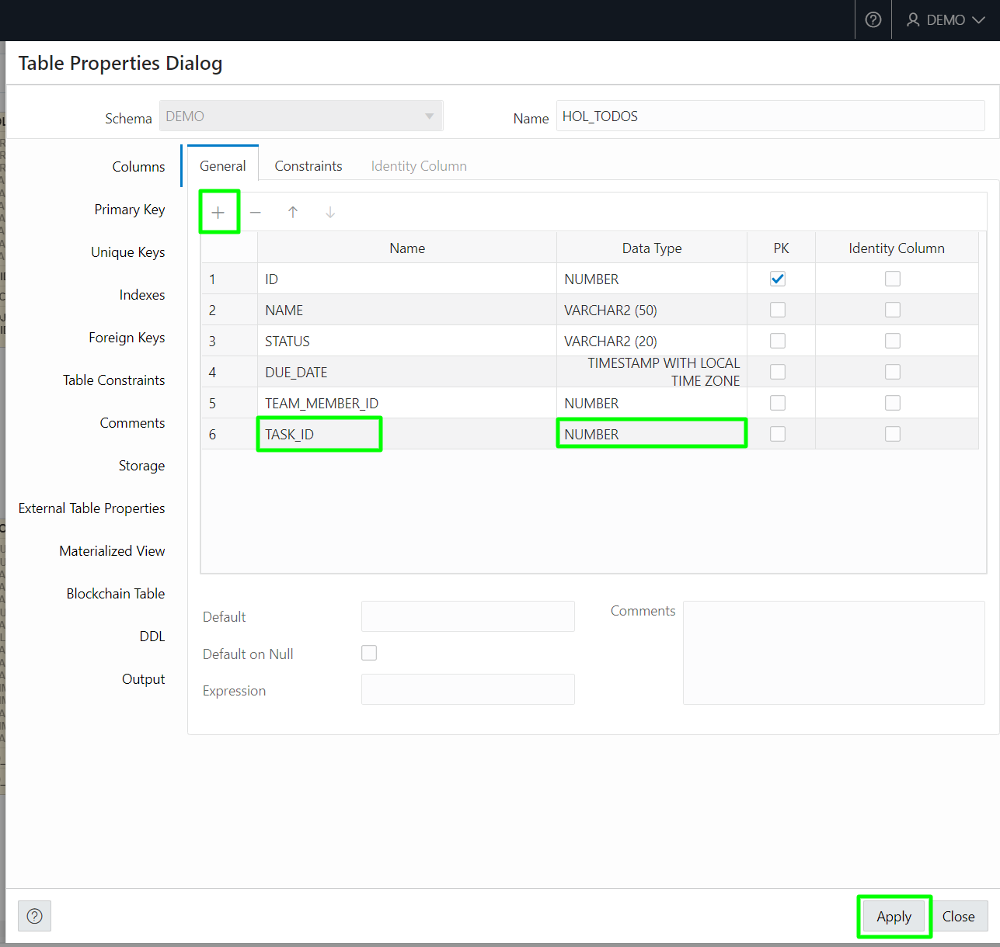 DEMO
Table Properties Dialog
Schema DEMO Name HOL_TODOS
Columns
Primary Key
Unique Keys
Indexes
Foreign Keys
Table Constraints
Comments
Storage
External Table Properties
Materialized View
Blockchain Table
DDL
Output
General Constraints Identity Column
Name Data Type PK Identity Column
1 ID NUMBER
2 NAME VARCHAR2 (50)
3 STATUS VARCHAR2 (20)
4 DUE_DATE TIMESTAMP WITH LOCAL
TIME ZONE
5 TEAM_MEMBER_ID NUMBER
6 TASK_ID NUMBER
Default
Default on Null
Expression
Comments
Apply Close